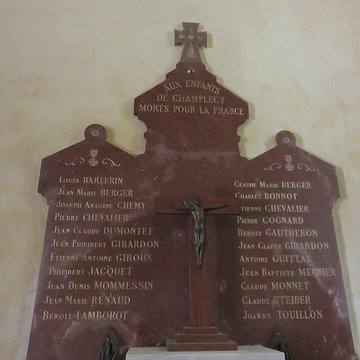 AUX ENFANTS
DE CHAMPLECY
MORTS POUR LA FRANCE
LOUIS BARLERIN
JEAN MARIE BERGER
JOSEPH ANTOINE CHEMY
PIERRE CHEVALIER
JEAN CLAUDE DUMONTET
JEAN PHILIBERT GIRARDON
ETIENNE ANTOINE GIROUX
PHILIBERT JACQUET
JEAN DENIS MOMMESSIN
JEAN MARIE RENAUD
BENOIT LAMBOROT
CLAUDE MARIE BERGER
CHARLES BONNOT
ETIENNE CHEVALIER
PIERRE COGNARD
BENOIT GAUTHERON
JEAN CLAUDE GIRARDON
ANTOINE GUITTAT
JEAN BAPTISTE MEUNIER
CLAUDE MONNET
CLAUDE STEIBER
JOANNY TOUILLON